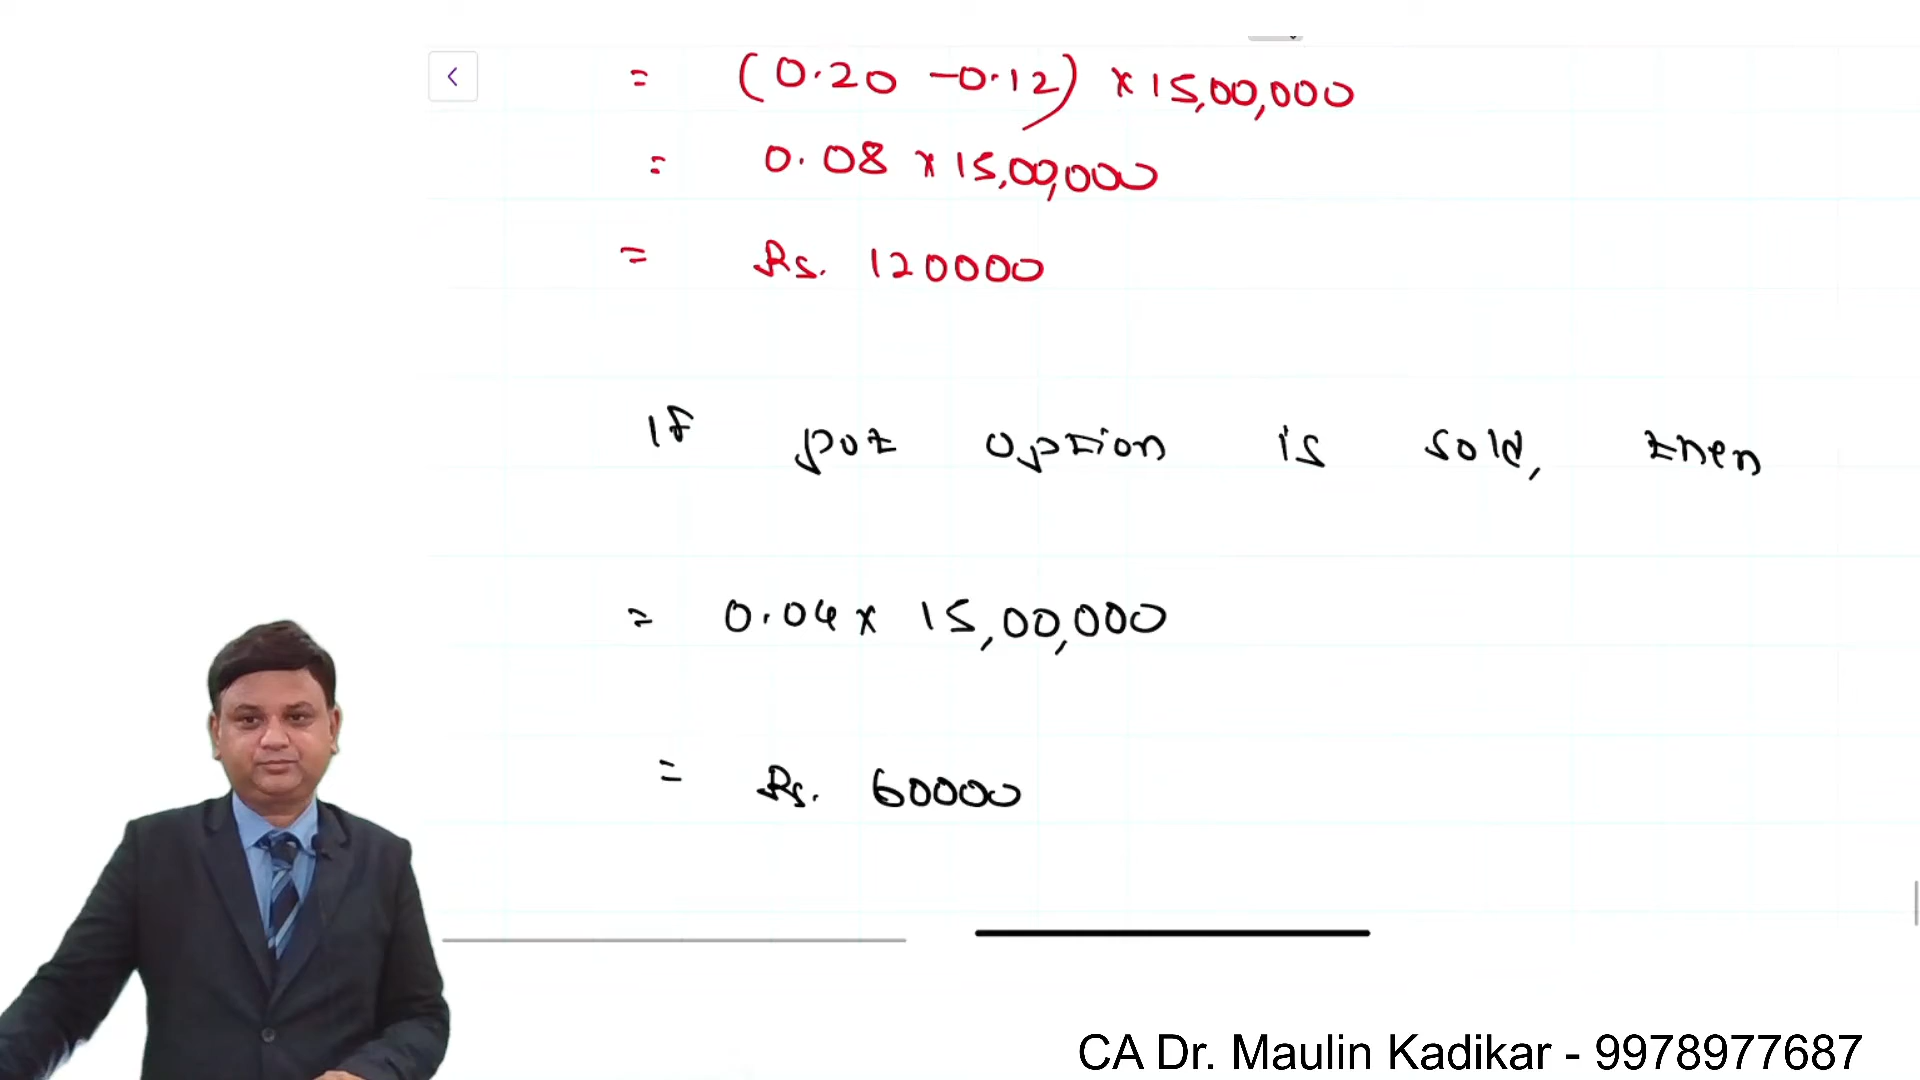 = (0.20 -0.12) x 15,00,000
= 0.08 x 15,00,000
= Rs. 120000
If put option is sold, then
= 0.04 x 15,00,000
= Rs. 60000
CA Dr. Maulin Kadikar - 9978977687